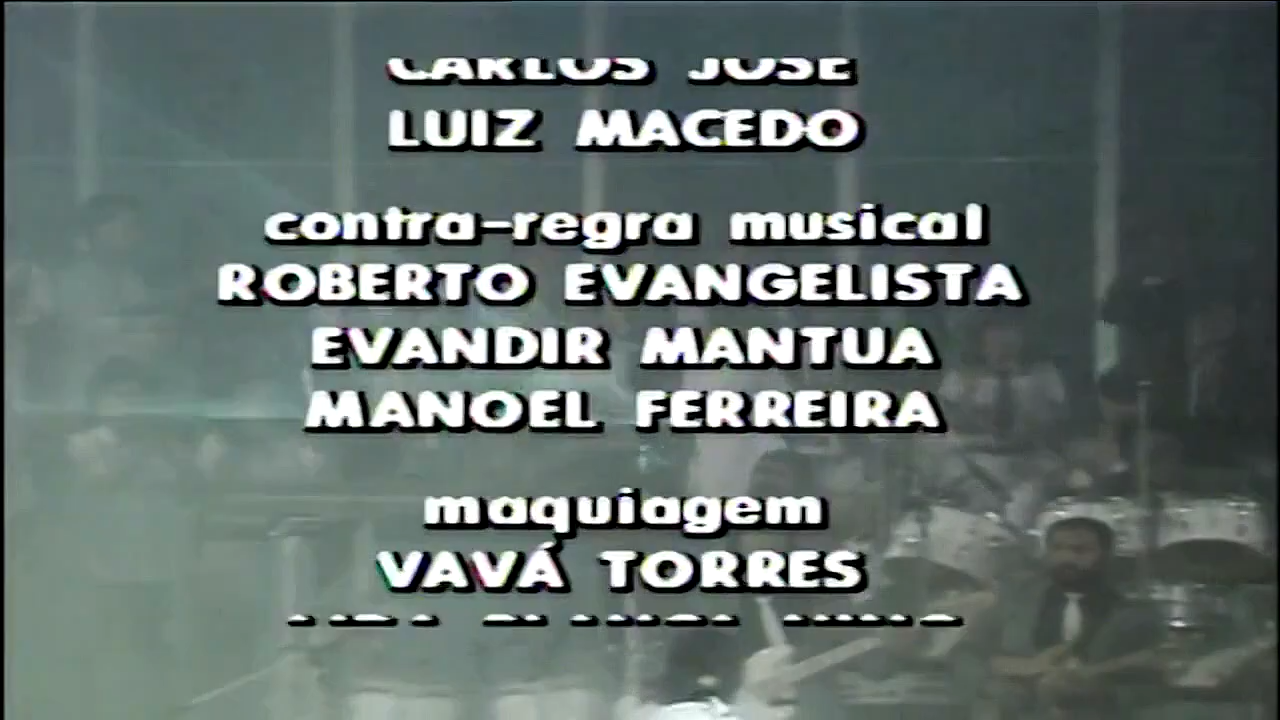 CARLOS JOSÉ
LUIZ MACEDO
contra-regra musical
ROBERTO EVANGELISTA
EVANDIR MANTUA
MANOEL FERREIRA
maquiagem
VAVÁ TORRES